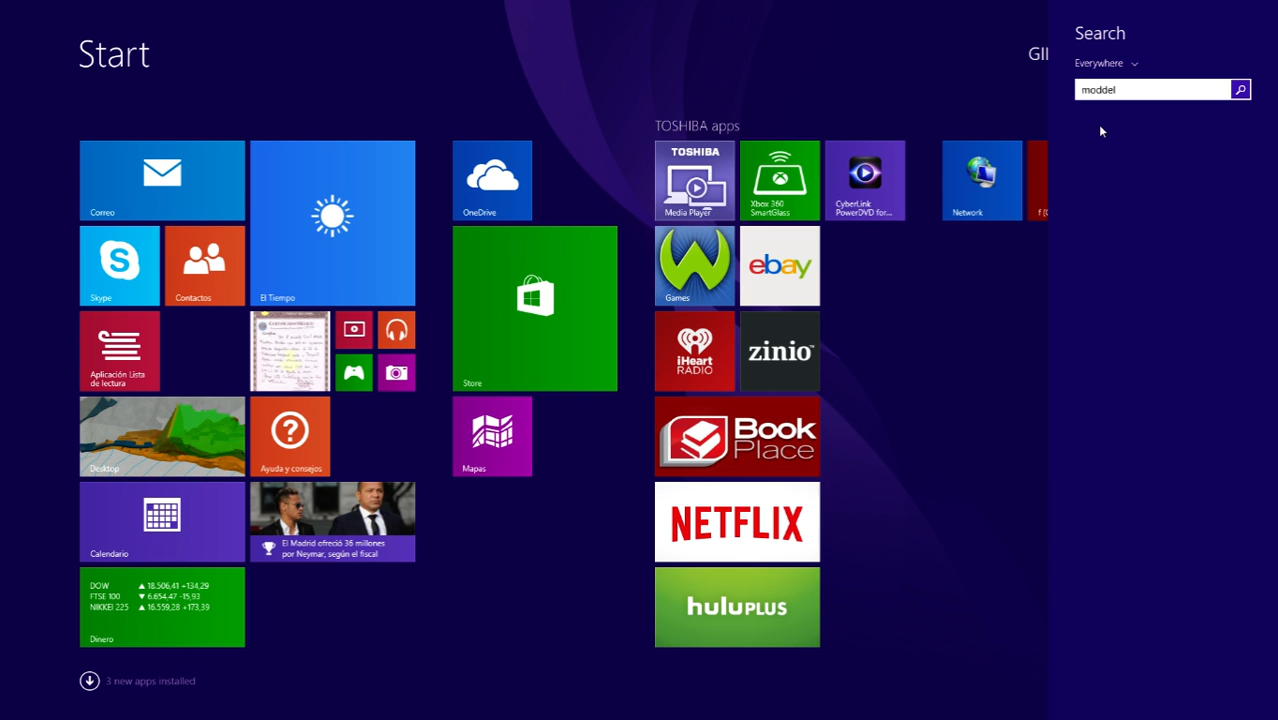 Start
GII
Search
Everywhere
moddel
TOSHIBA apps
Correo
El Tiempo
OneDrive
TOSHIBA
Media Player
Xbox 360
SmartGlass
CyberLink
PowerDVD for...
Network
f [C
Skype
Contactos
Store
Games
ebay
Aplicación Lista
de lectura
iHeart
RADIO
zinio™
Desktop
Ayuda y consejos
Mapas
Book
Place
Calendario
El Madrid ofreció 36 millones
por Neymar, según el fiscal
NETFLIX
DOW ▲ 18.506,41 +134,29
FTSE 100 ▼ 6.654,47 -15,93
NIKKEI 225 ▲ 16.559,28 +173,39
Dinero
huluPLUS
3 new apps installed